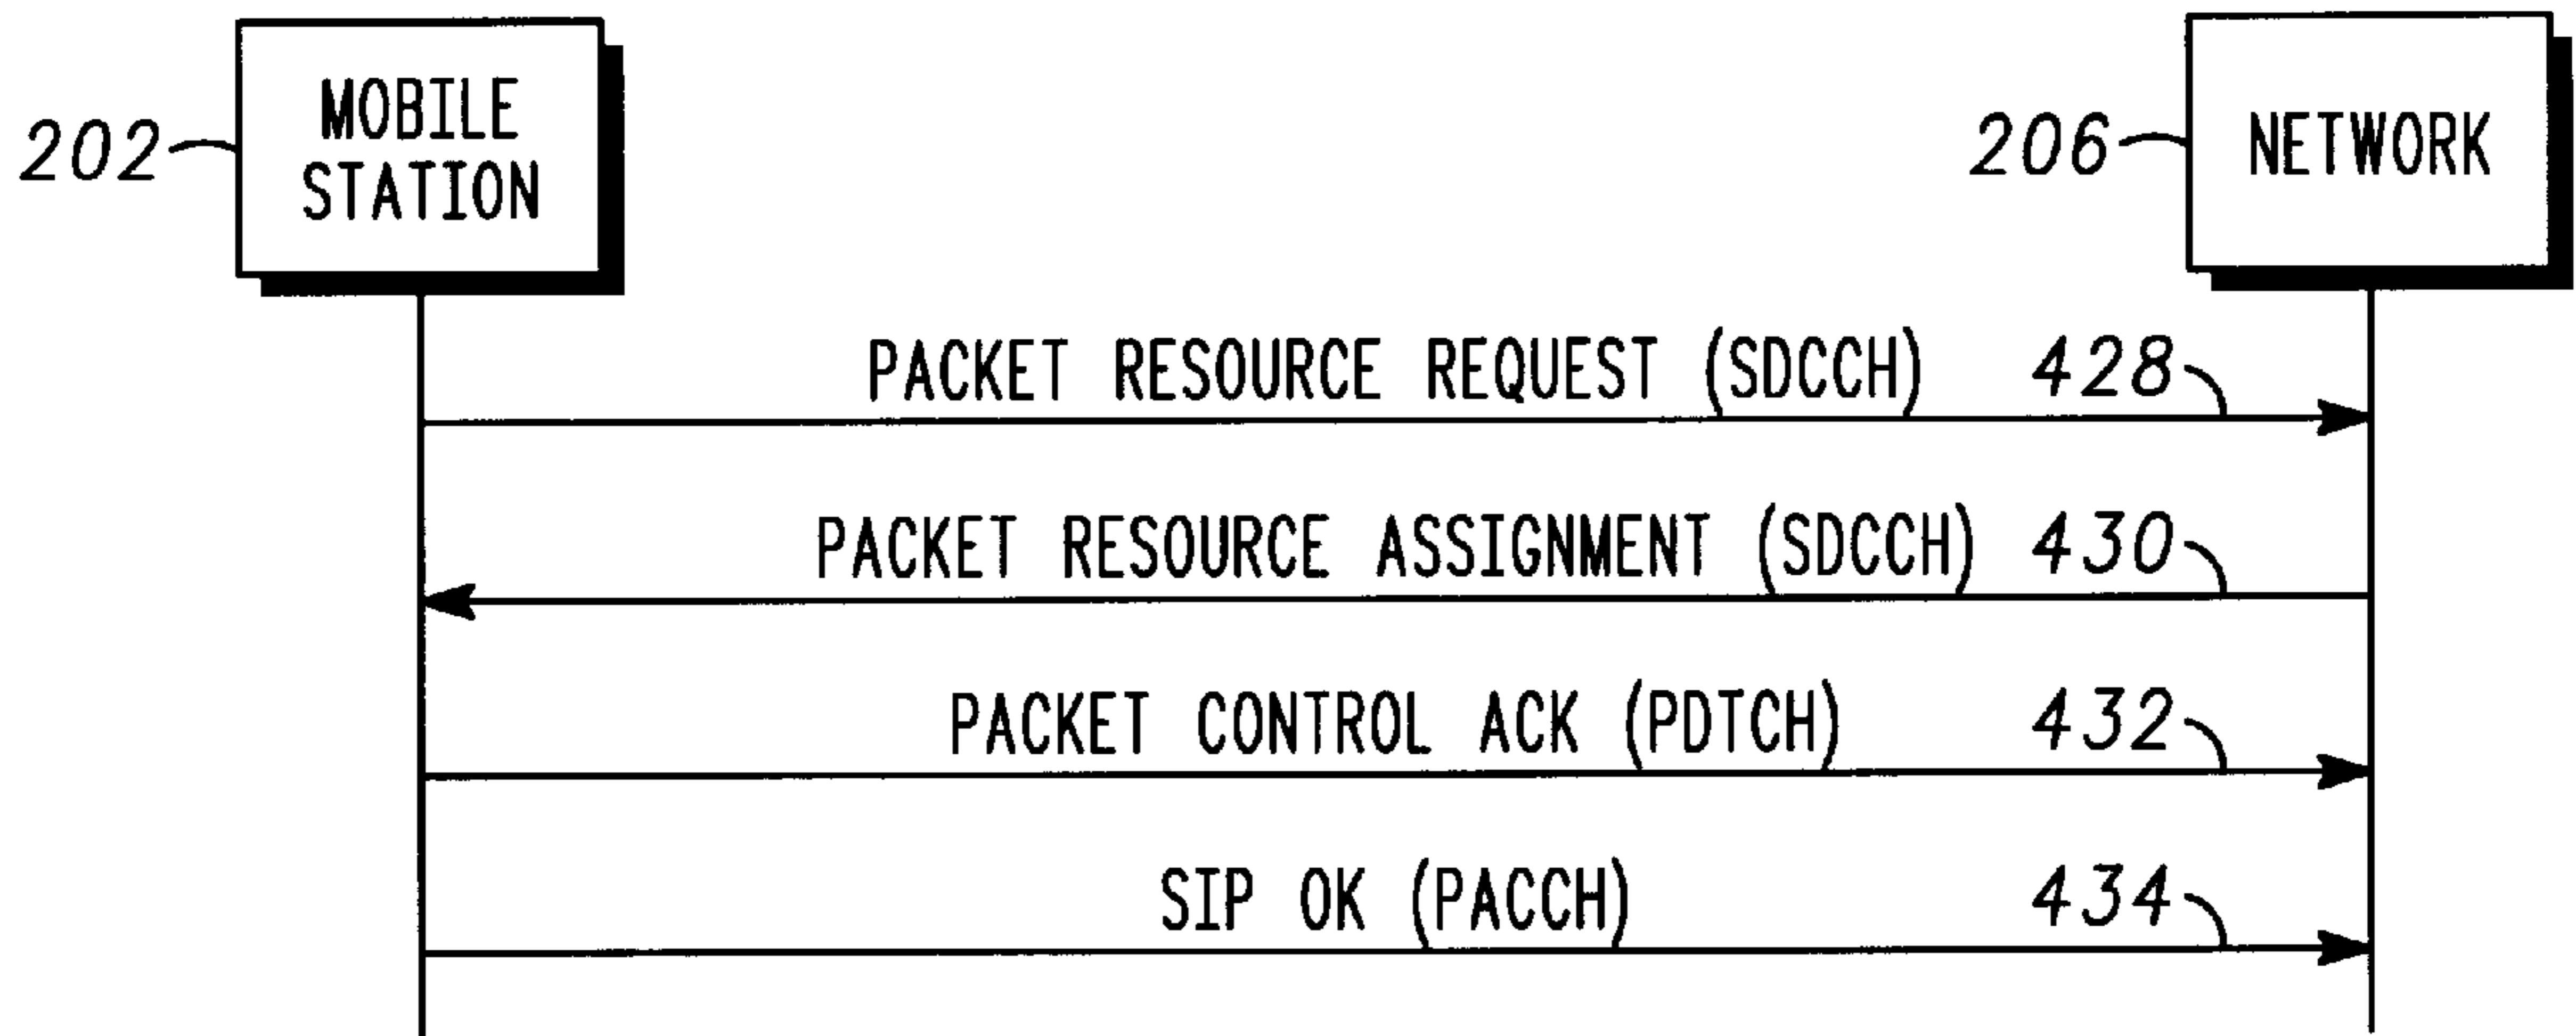 202
MOBILE
STATION
206
NETWORK
PACKET RESOURCE REQUEST (SDCCH) 428
PACKET RESOURCE ASSIGNMENT (SDCCH) 430
PACKET CONTROL ACK (PDTCH) 432
SIP OK (PACCH) 434